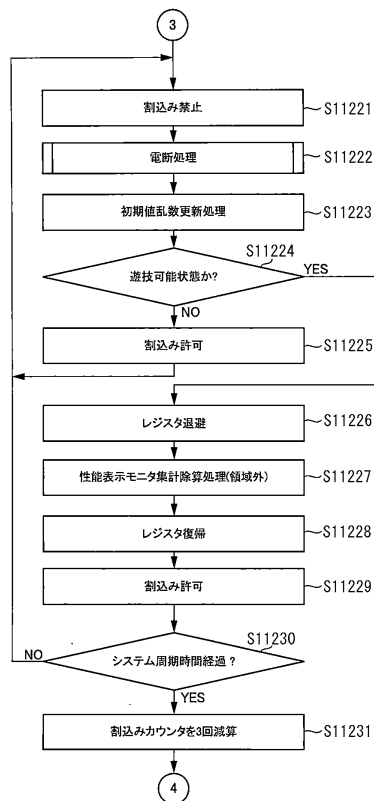 3
割込み禁止
S11221
電断処理
S11222
初期値乱数更新処理
S11223
S11224
遊技可能状態か?
YES
NO
割込み許可
S11225
レジスタ退避
S11226
性能表示モニタ集計除算処理(領域外)
S11227
レジスタ復帰
S11228
割込み許可
S11229
S11230
NO
システム周期時間経過?
YES
割込みカウンタを3回減算
S11231
4